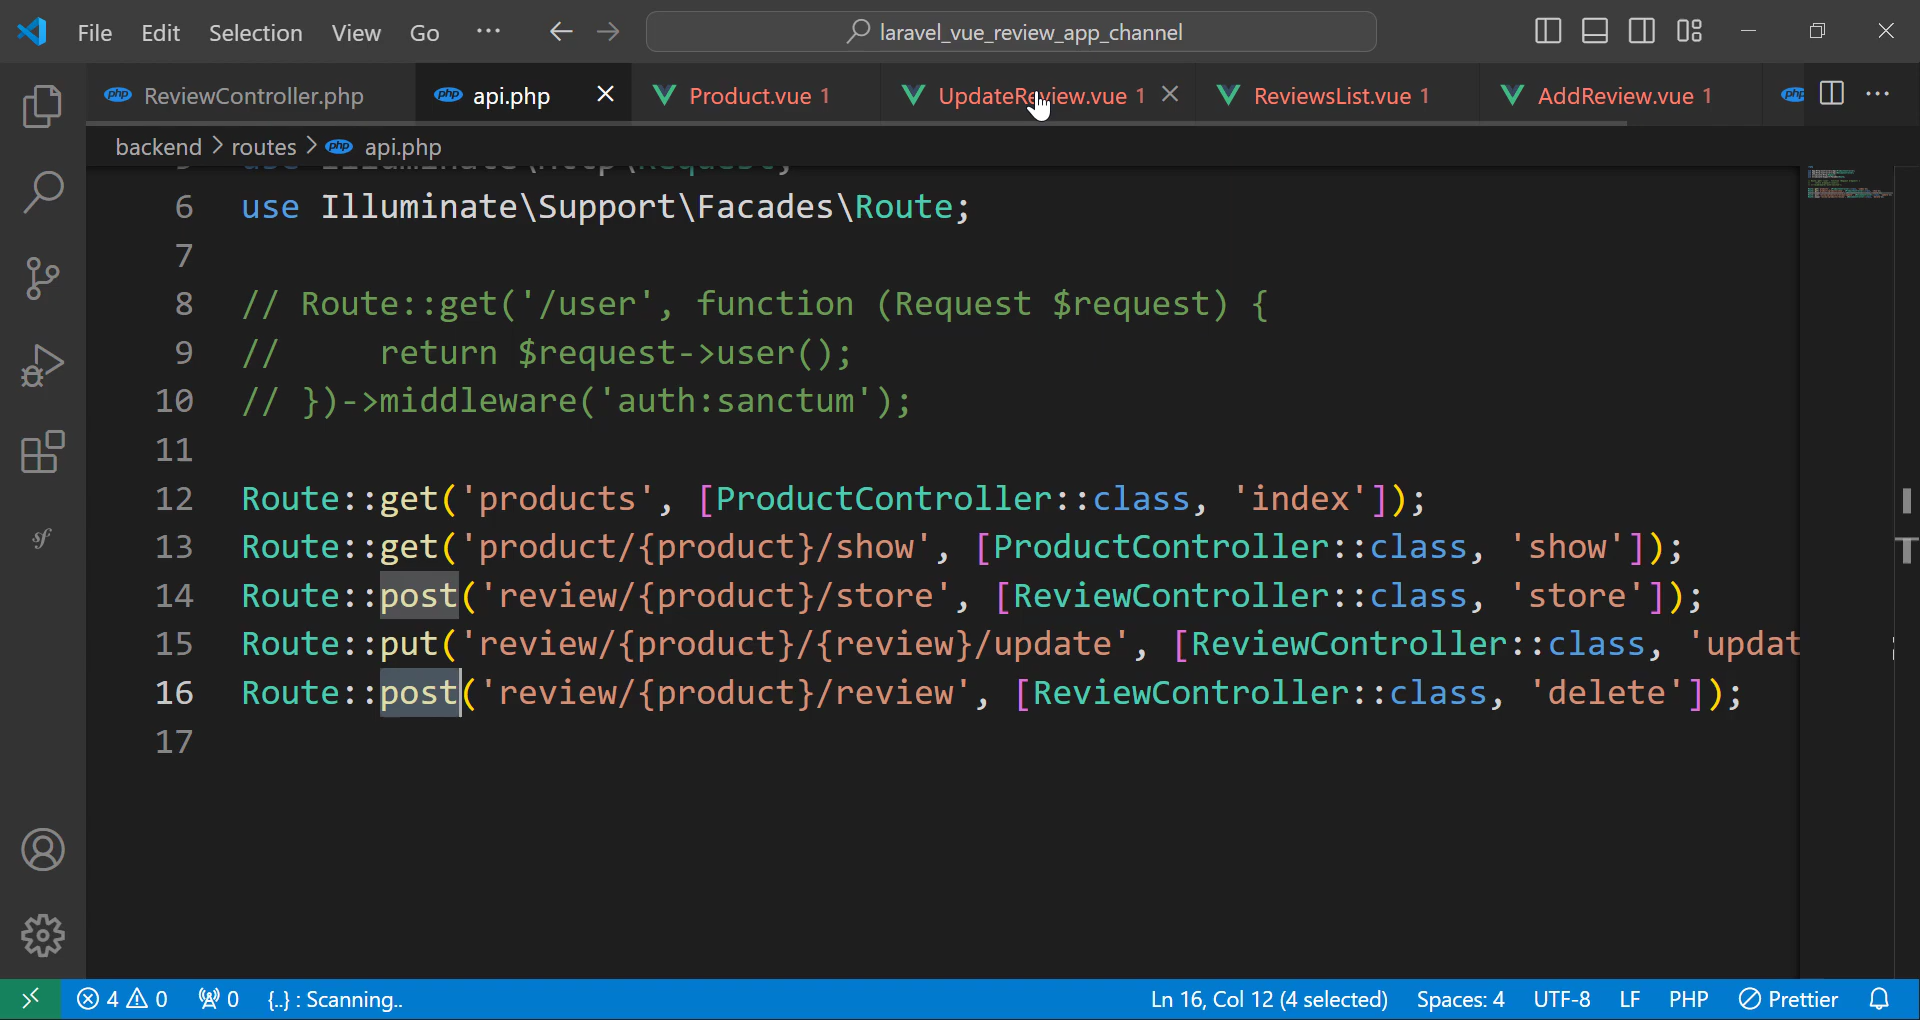 File Edit Selection View Go ··· laravel_vue_review_app_channel
ReviewController.php api.php Product.vue 1 UpdateReview.vue 1 ReviewsList.vue 1 AddReview.vue 1 php
backend > routes > php api.php
6 use Illuminate\Support\Facades\Route;
7
8 // Route::get('/user', function (Request $request) {
9 //     return $request->user();
10 // })->middleware('auth:sanctum');
11
12 Route::get('products', [ProductController::class, 'index']);
13 Route::get('product/{product}/show', [ProductController::class, 'show']);
14 Route::post('review/{product}/store', [ReviewController::class, 'store']);
15 Route::put('review/{product}/{review}/update', [ReviewController::class, 'updat
16 Route::post('review/{product}/review', [ReviewController::class, 'delete']);
17
4 0 0 {..} : Scanning.. Ln 16, Col 12 (4 selected) Spaces: 4 UTF-8 LF PHP Prettier